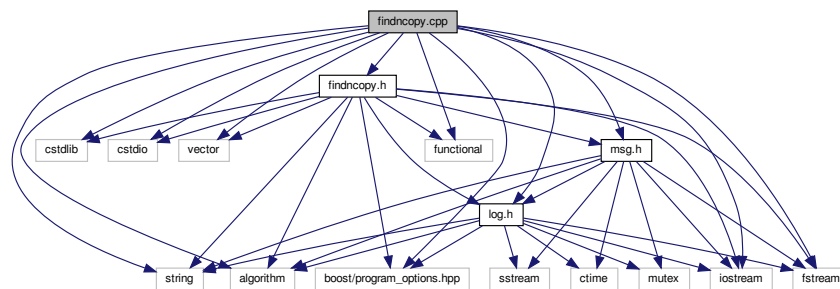 findncopy.cpp
findncopy.h
cstdlib
cstdio
vector
functional
msg.h
log.h
string
algorithm
boost/program_options.hpp
sstream
ctime
mutex
iostream
fstream